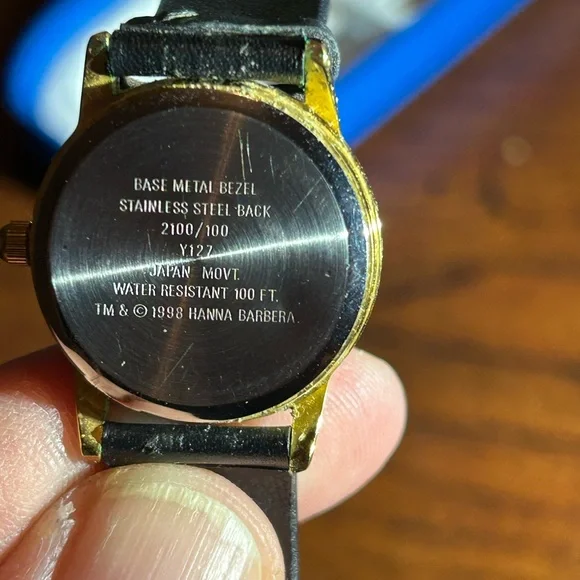 BASE METAL BEZEL
STAINLESS STEEL BACK
2100/100
Y127
JAPAN MOVT.
WATER RESISTANT 100 FT.
TM & © 1998 HANNA BARBERA.